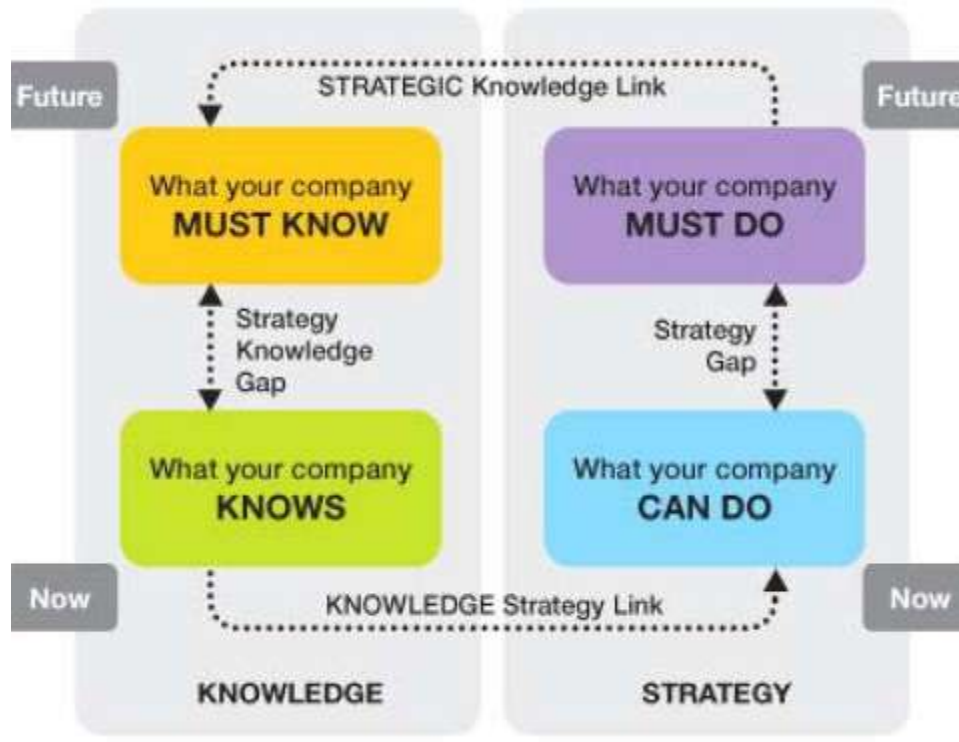 STRATEGIC Knowledge Link
Future
Future
What your company
MUST KNOW
What your company
MUST DO
Strategy
Knowledge
Gap
Strategy
Gap
What your company
KNOWS
What your company
CAN DO
Now
Now
KNOWLEDGE Strategy Link
KNOWLEDGE
STRATEGY